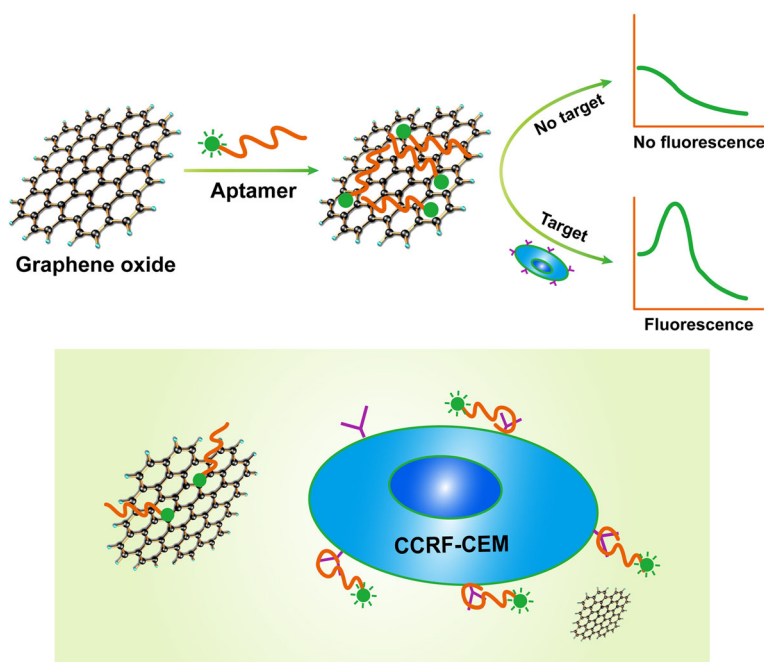 No target
No fluorescence
Aptamer
Graphene oxide
Target
Fluorescence
CCRF-CEM